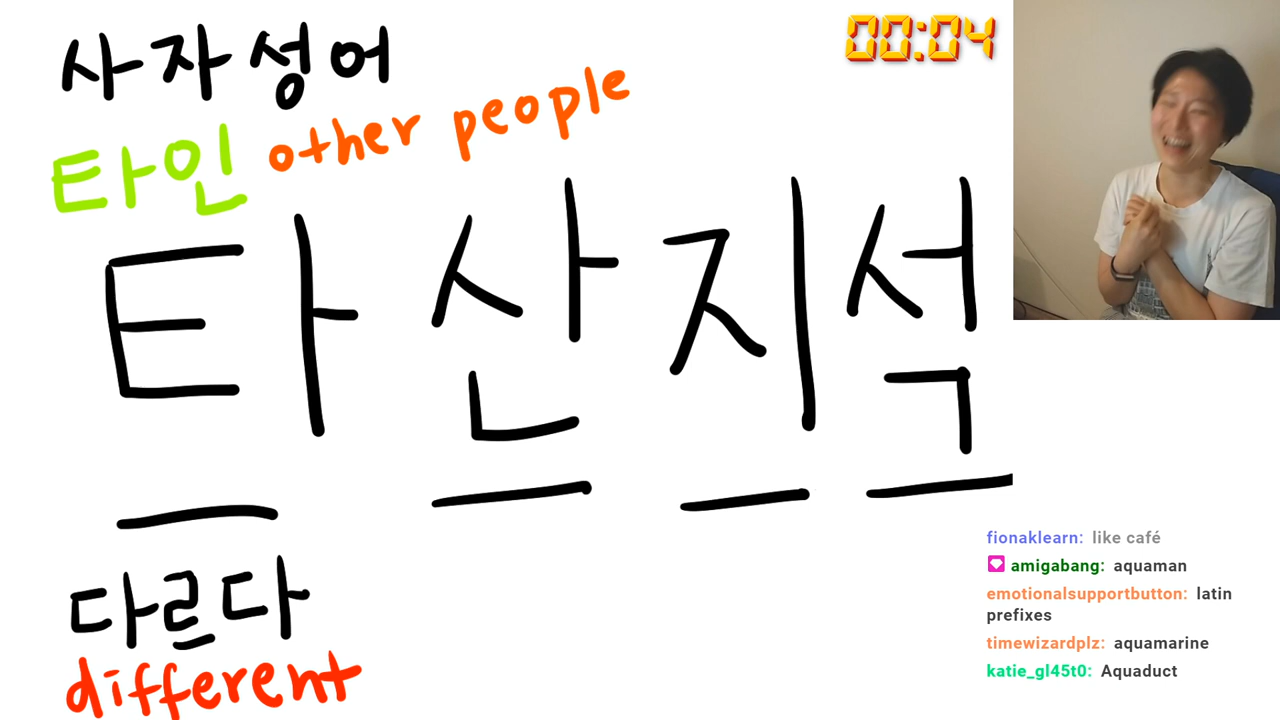 사자성어
00:04
타인 other people
타산지석
다르다
different
fionaklearn: like café
amigabang: aquaman
emotionalsupportbutton: latin
prefixes
timewizardplz: aquamarine
katie_gl45t0: Aquaduct